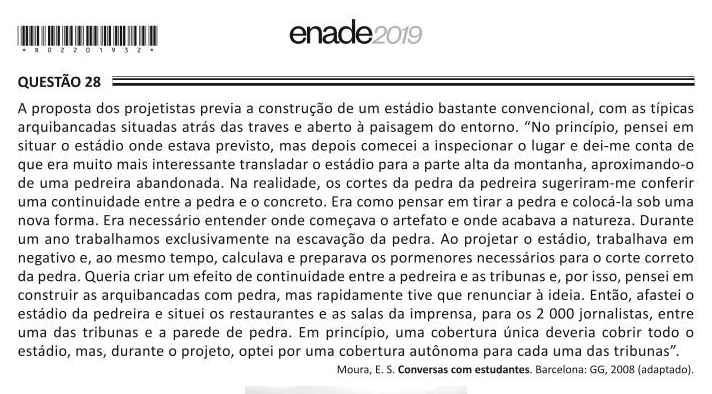 enade2019
*R0220193​2*
QUESTÃO 28
A proposta dos projetistas previa a construção de um estádio bastante convencional, com as típicas
arquibancadas situadas atrás das traves e aberto à paisagem do entorno. “No princípio, pensei em
situar o estádio onde estava previsto, mas depois comecei a inspecionar o lugar e dei-me conta de
que era muito mais interessante transladar o estádio para a parte alta da montanha, aproximando-o
de uma pedreira abandonada. Na realidade, os cortes da pedra da pedreira sugeriram-me conferir
uma continuidade entre a pedra e o concreto. Era como pensar em tirar a pedra e colocá-la sob uma
nova forma. Era necessário entender onde começava o artefato e onde acabava a natureza. Durante
um ano trabalhamos exclusivamente na escavação da pedra. Ao projetar o estádio, trabalhava em
negativo e, ao mesmo tempo, calculava e preparava os pormenores necessários para o corte correto
da pedra. Queria criar um efeito de continuidade entre a pedreira e as tribunas e, por isso, pensei em
construir as arquibancadas com pedra, mas rapidamente tive que renunciar à ideia. Então, afastei o
estádio da pedreira e situei os restaurantes e as salas da imprensa, para os 2 000 jornalistas, entre
uma das tribunas e a parede de pedra. Em princípio, uma cobertura única deveria cobrir todo o
estádio, mas, durante o projeto, optei por uma cobertura autônoma para cada uma das tribunas”.
Moura, E. S. Conversas com estudantes. Barcelona: GG, 2008 (adaptado).